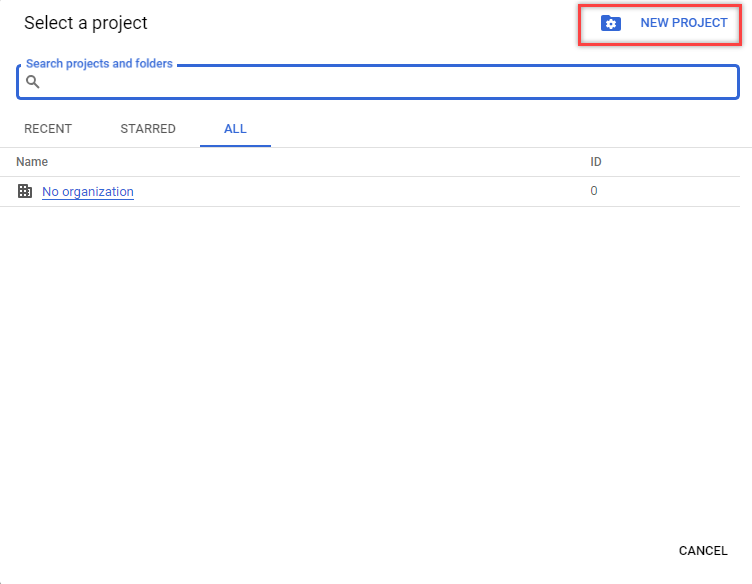 Select a project
NEW PROJECT
Search projects and folders
RECENT STARRED ALL
Name ID
No organization 0
CANCEL